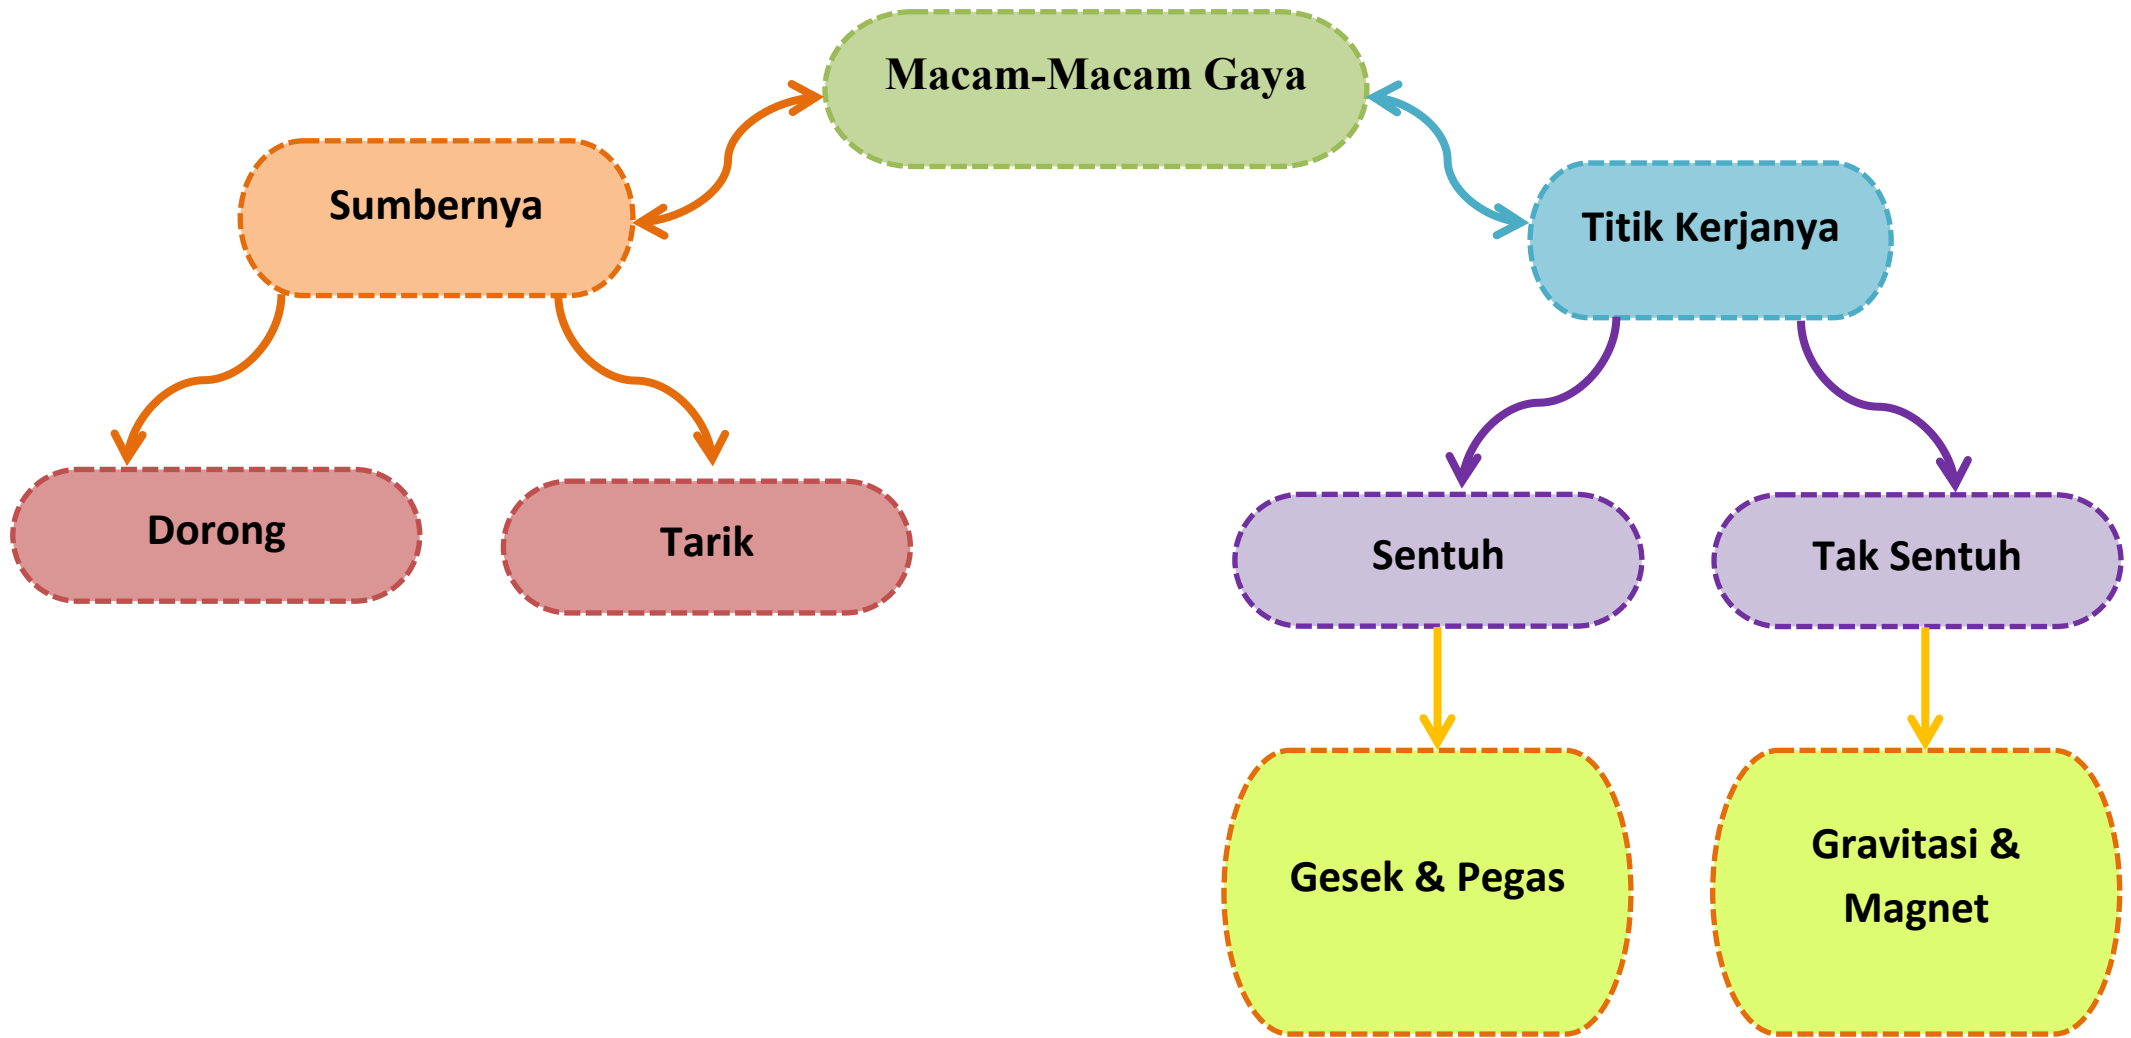 Macam-Macam Gaya
Sumbernya
Titik Kerjanya
Dorong
Tarik
Sentuh
Tak Sentuh
Gesek & Pegas
Gravitasi &
Magnet